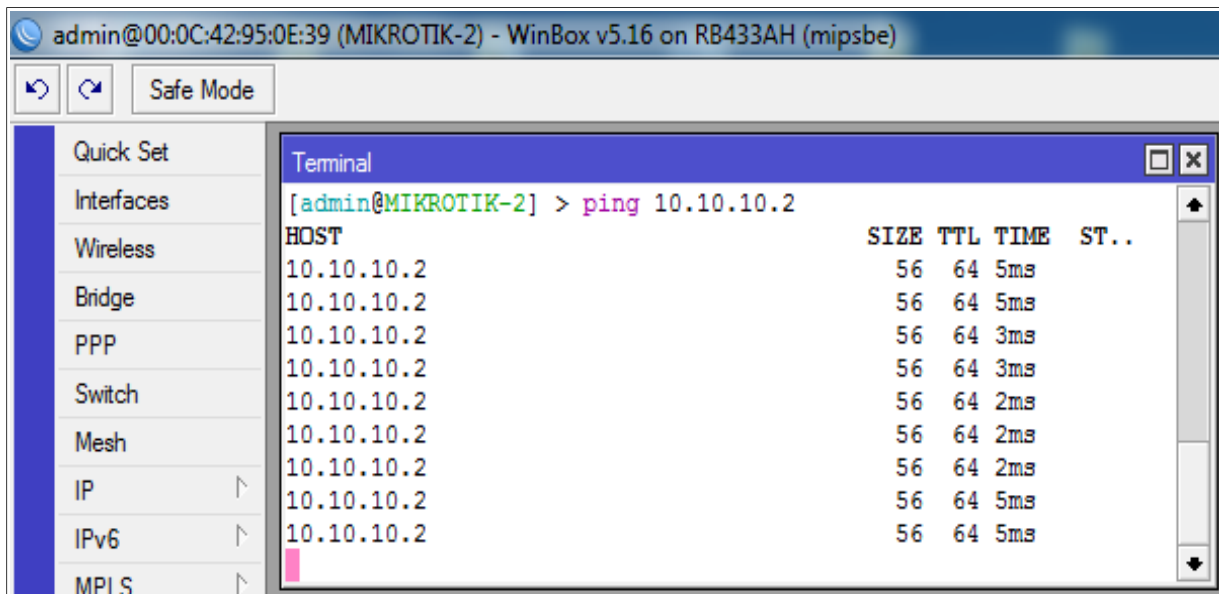 admin@00:0C:42:95:0E:39 (MIKROTIK-2) - WinBox v5.16 on RB433AH (mipsbe)
Safe Mode
Quick Set
Interfaces
Wireless
Bridge
PPP
Switch
Mesh
IP
IPv6
MPLS
Terminal
[admin@MIKROTIK-2] > ping 10.10.10.2
HOST SIZE TTL TIME ST..
10.10.10.2 56 64 5ms
10.10.10.2 56 64 5ms
10.10.10.2 56 64 3ms
10.10.10.2 56 64 3ms
10.10.10.2 56 64 2ms
10.10.10.2 56 64 2ms
10.10.10.2 56 64 2ms
10.10.10.2 56 64 5ms
10.10.10.2 56 64 5ms